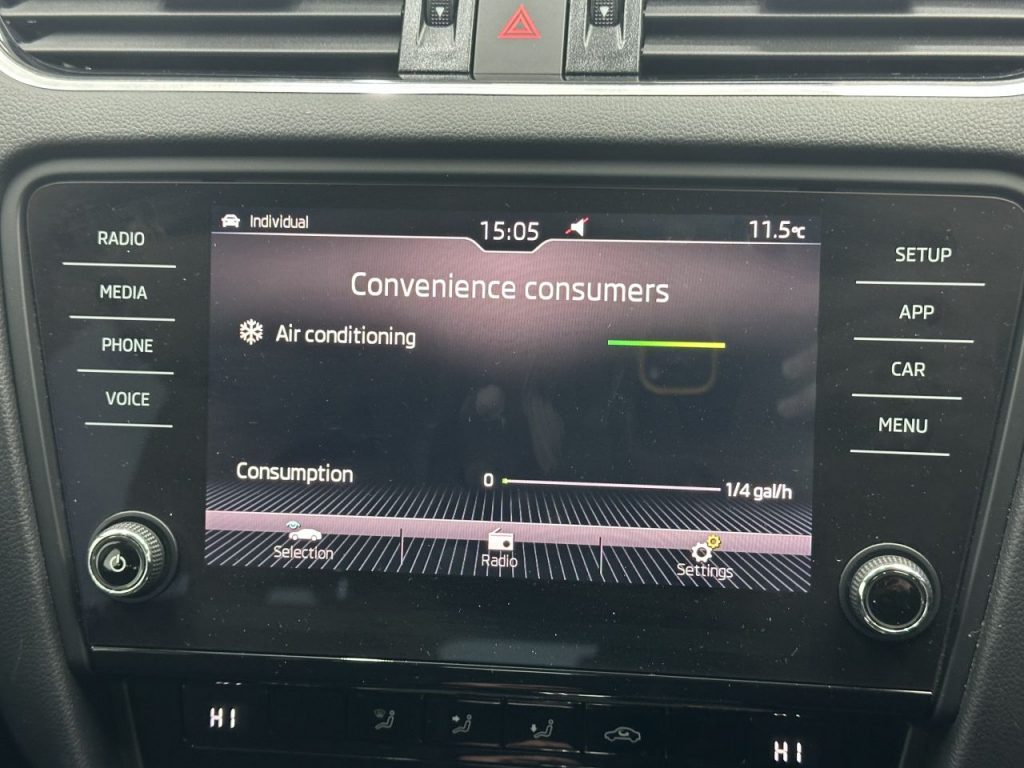 RADIO
MEDIA
PHONE
VOICE
Individual
15:05
11.5°C
Convenience consumers
Air conditioning
Consumption
0
1/4 gal/h
Selection
Radio
Settings
SETUP
APP
CAR
MENU
HI
HI